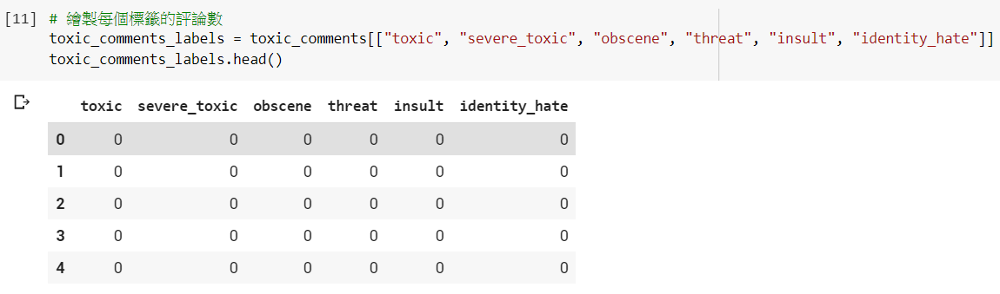 [11] # 繪製每個標籤的評論數
toxic_comments_labels = toxic_comments[["toxic", "severe_toxic", "obscene", "threat", "insult", "identity_hate"]]
toxic_comments_labels.head()
toxic severe_toxic obscene threat insult identity_hate
0 0 0 0 0 0 0
1 0 0 0 0 0 0
2 0 0 0 0 0 0
3 0 0 0 0 0 0
4 0 0 0 0 0 0